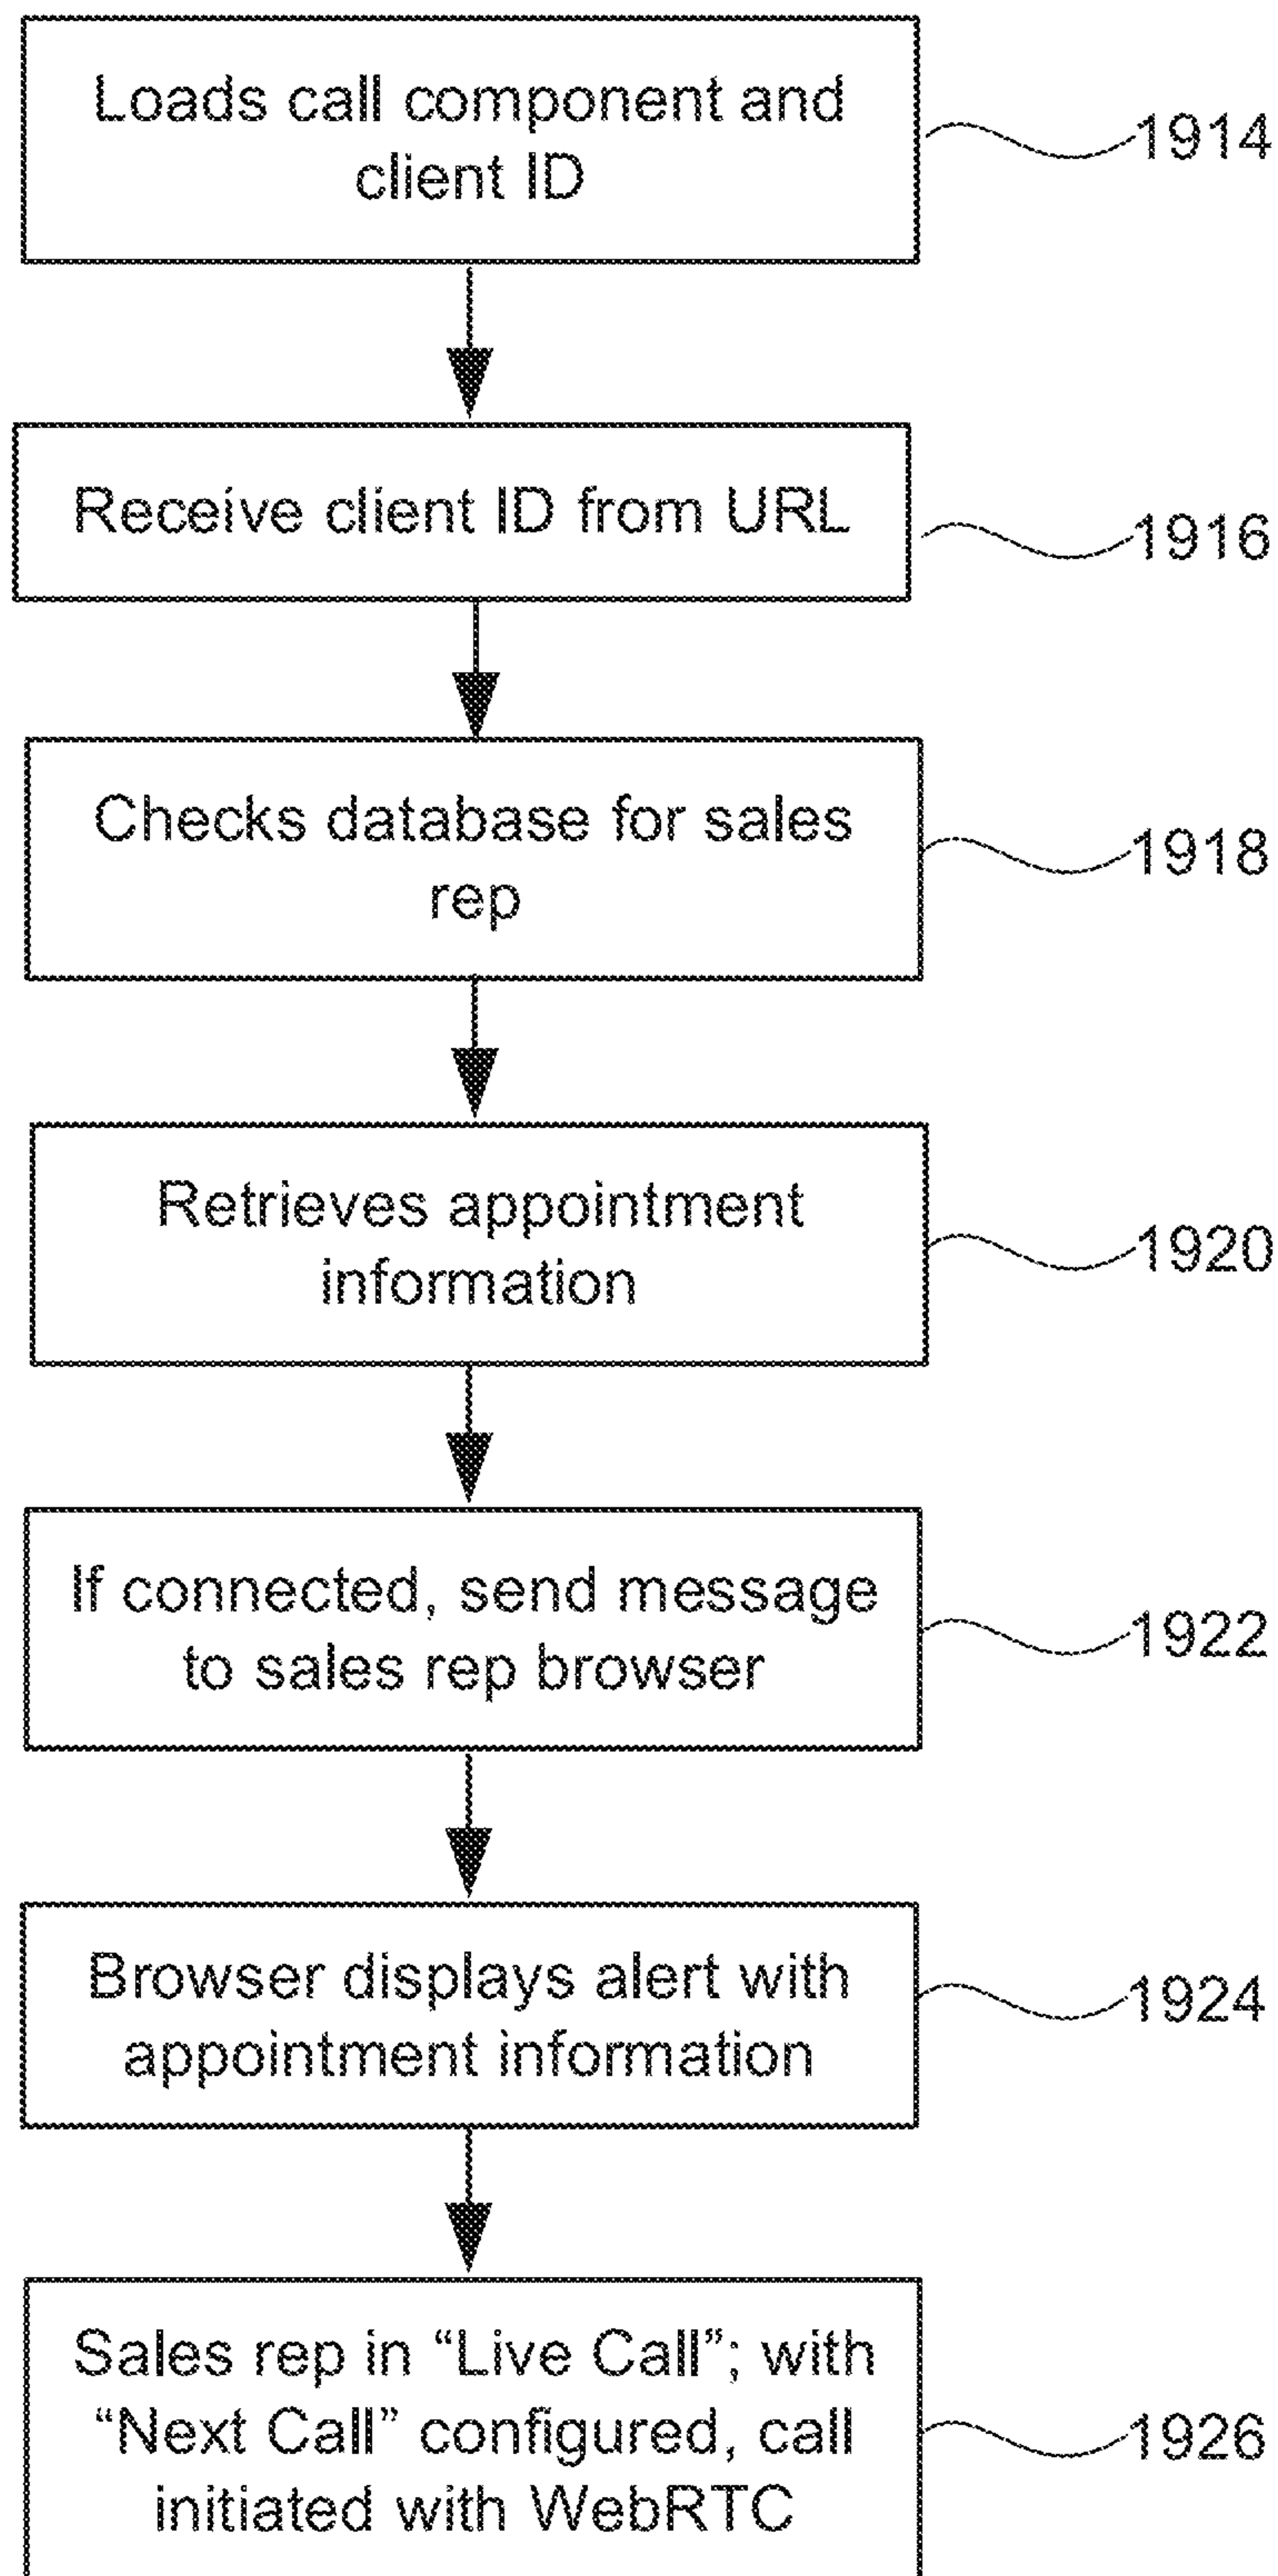 Loads call component and
client ID
1914
Receive client ID from URL
1916
Checks database for sales
rep
1918
Retrieves appointment
information
1920
If connected, send message
to sales rep browser
1922
Browser displays alert with
appointment information
1924
Sales rep in “Live Call”; with
“Next Call” configured, call
initiated with WebRTC
1926